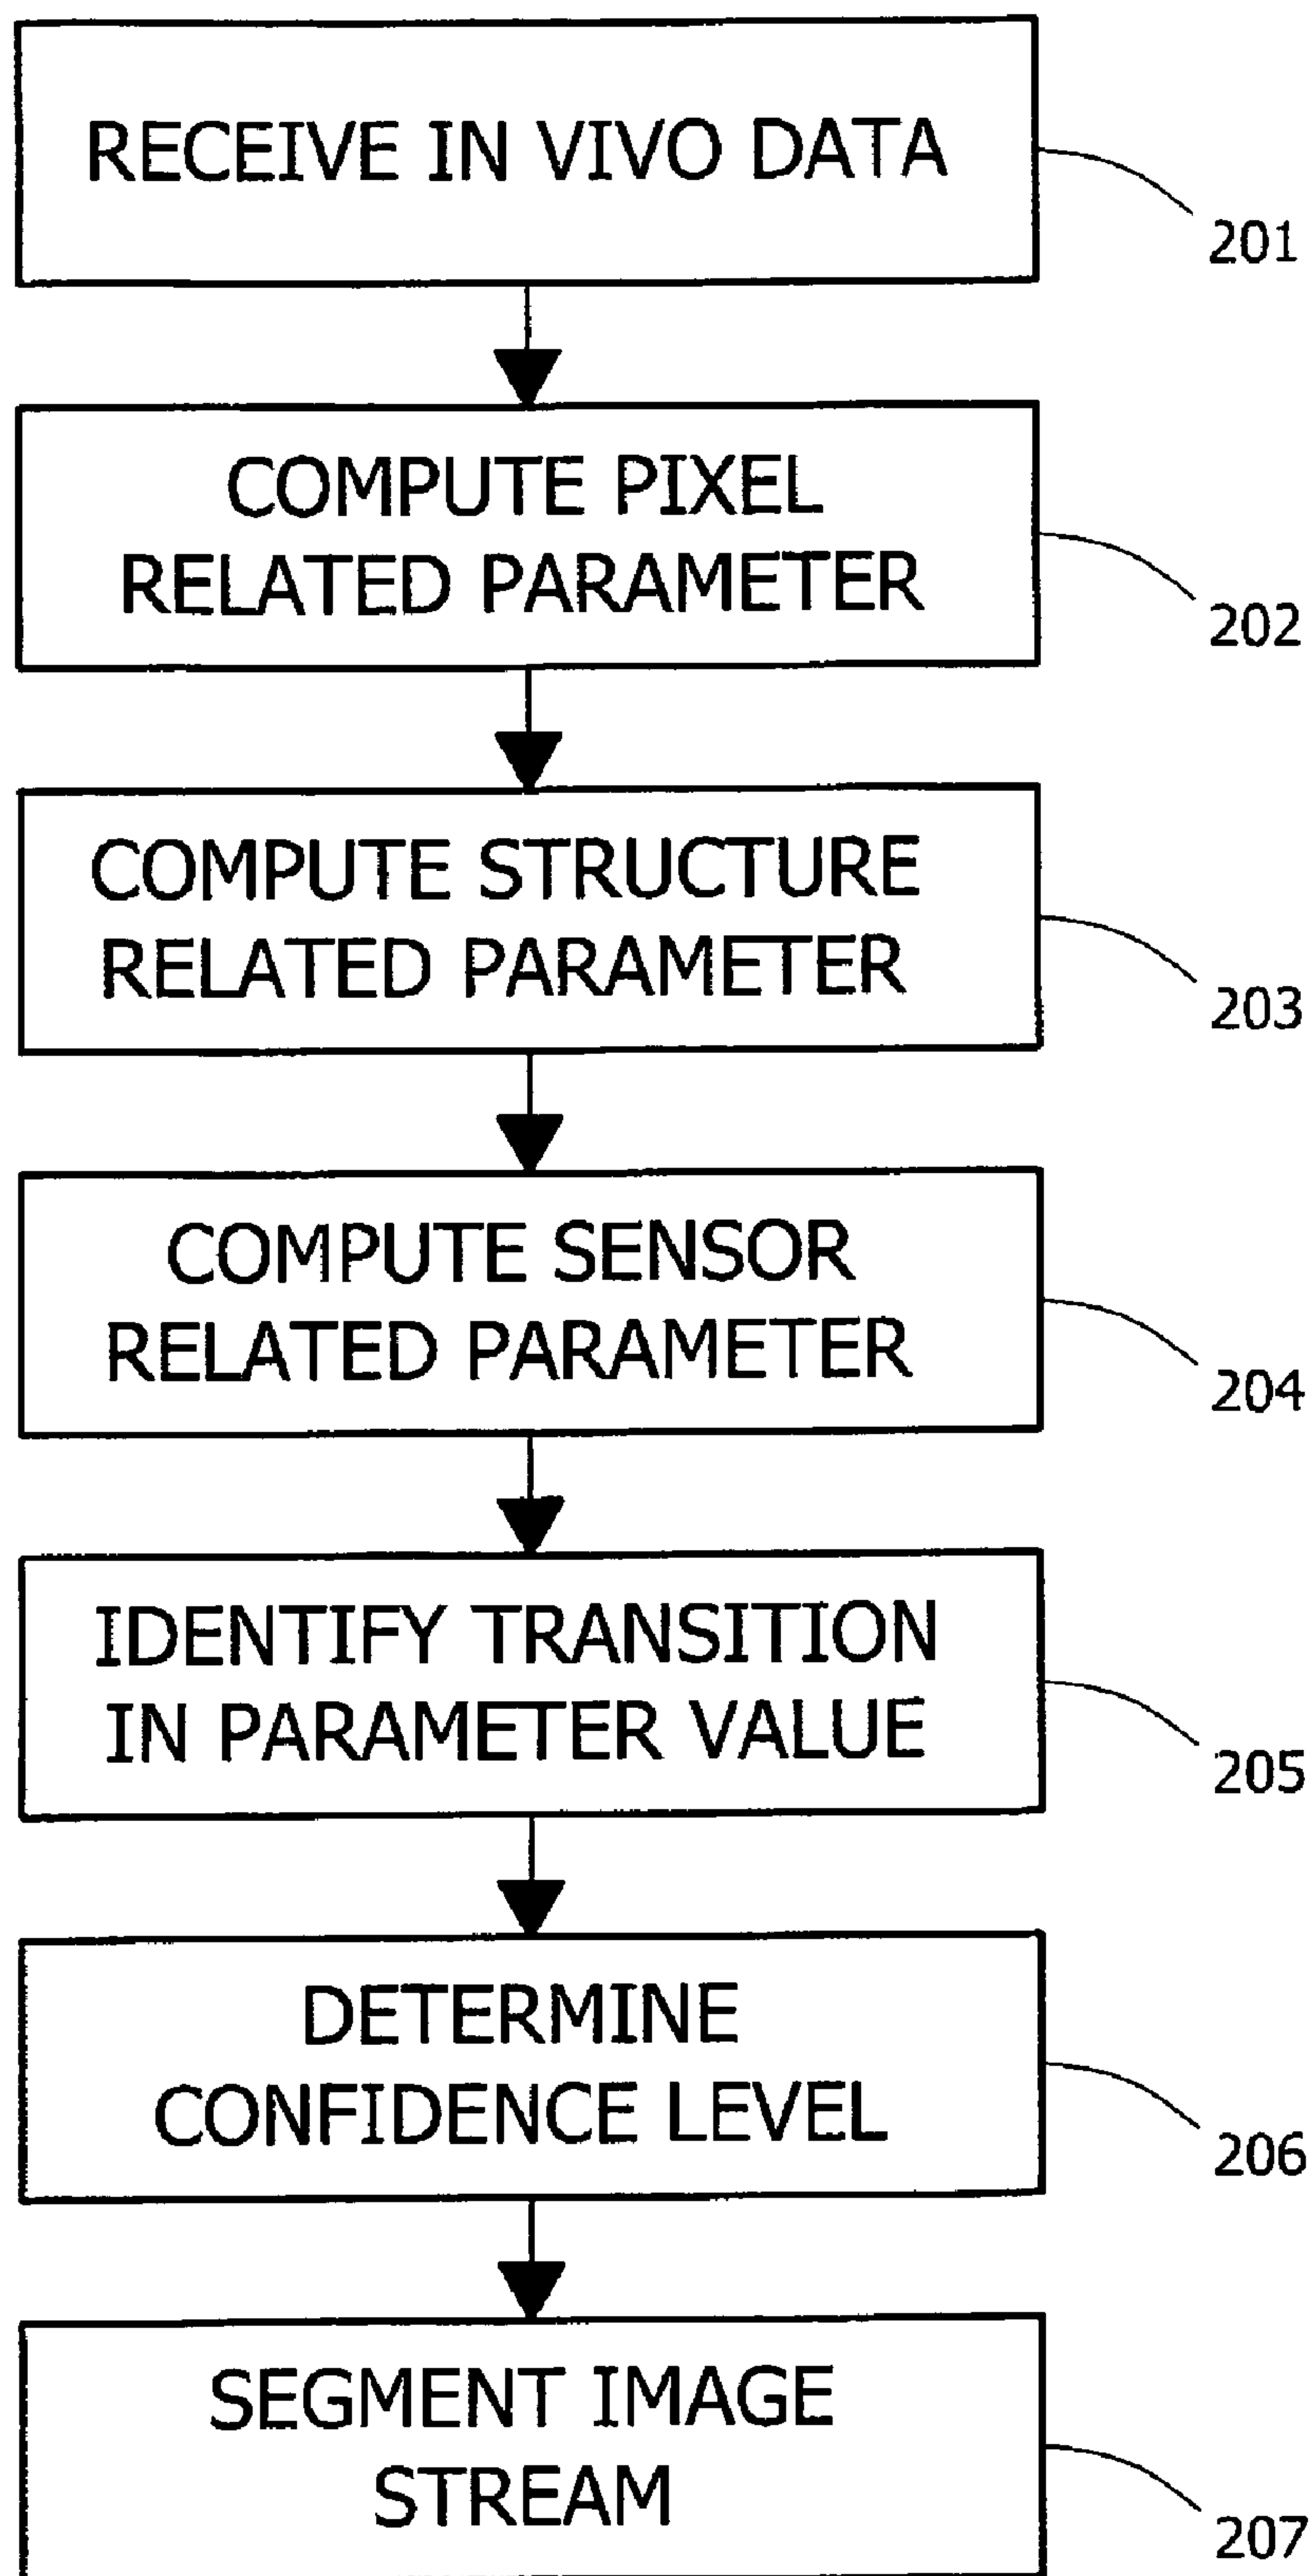 RECEIVE IN VIVO DATA
201
COMPUTE PIXEL
RELATED PARAMETER
202
COMPUTE STRUCTURE
RELATED PARAMETER
203
COMPUTE SENSOR
RELATED PARAMETER
204
IDENTIFY TRANSITION
IN PARAMETER VALUE
205
DETERMINE
CONFIDENCE LEVEL
206
SEGMENT IMAGE
STREAM
207